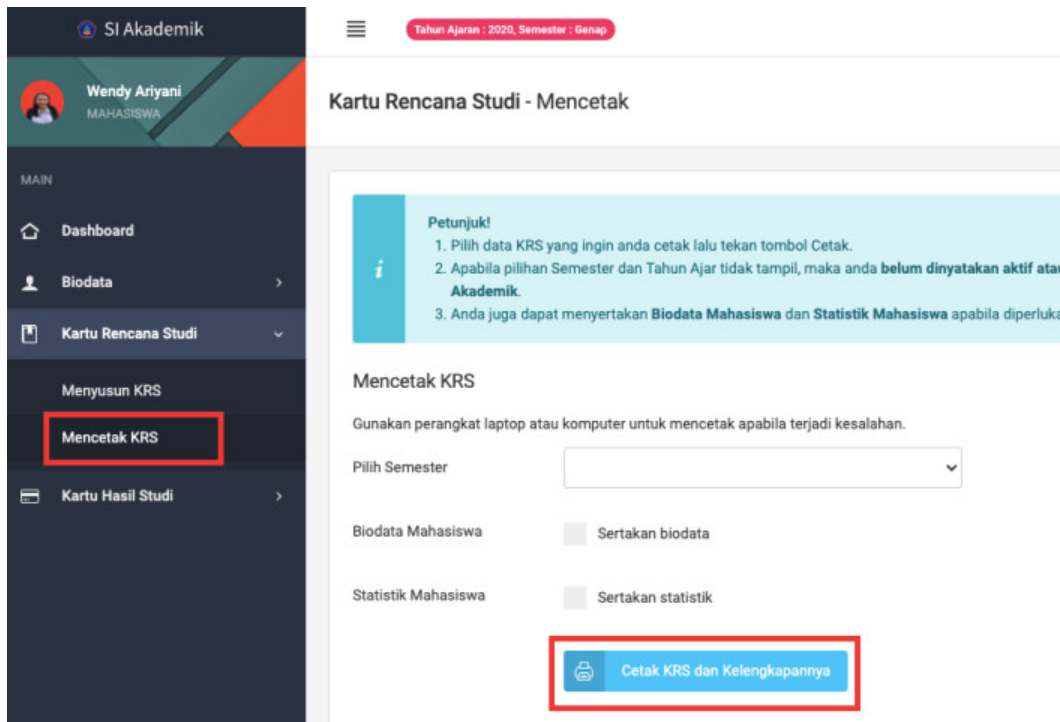 SI Akademik
Tahun Ajaran : 2020, Semester : Genap
Wendy Ariyani
MAHASISWA
Kartu Rencana Studi - Mencetak
MAIN
Dashboard
Biodata
Kartu Rencana Studi
Menyusun KRS
Mencetak KRS
Kartu Hasil Studi
Petunjuk!
1. Pilih data KRS yang ingin anda cetak lalu tekan tombol Cetak.
2. Apabila pilihan Semester dan Tahun Ajar tidak tampil, maka anda belum dinyatakan aktif atau
Akademik.
3. Anda juga dapat menyertakan Biodata Mahasiswa dan Statistik Mahasiswa apabila diperluka
Mencetak KRS
Gunakan perangkat laptop atau komputer untuk mencetak apabila terjadi kesalahan.
Pilih Semester
Biodata Mahasiswa
Sertakan biodata
Statistik Mahasiswa
Sertakan statistik
Cetak KRS dan Kelengkapannya